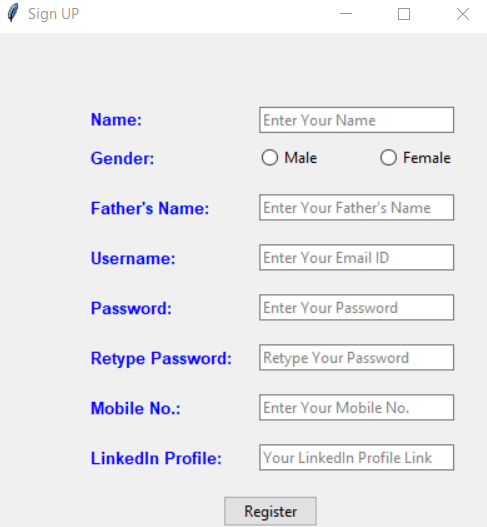 Sign UP
Name: Enter Your Name
Gender: Male Female
Father's Name: Enter Your Father's Name
Username: Enter Your Email ID
Password: Enter Your Password
Retype Password: Retype Your Password
Mobile No.: Enter Your Mobile No.
LinkedIn Profile: Your LinkedIn Profile Link
Register